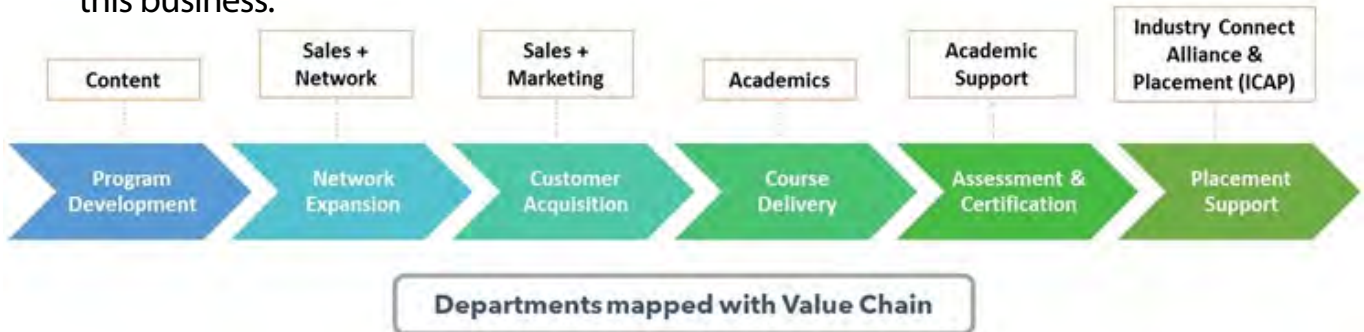 this business.
Content
Sales +
Network
Sales +
Marketing
Academics
Academic
Support
Industry Connect
Alliance &
Placement (ICAP)
Program
Development
Network
Expansion
Customer
Acquisition
Course
Delivery
Assessment &
Certification
Placement
Support
Departments mapped with Value Chain